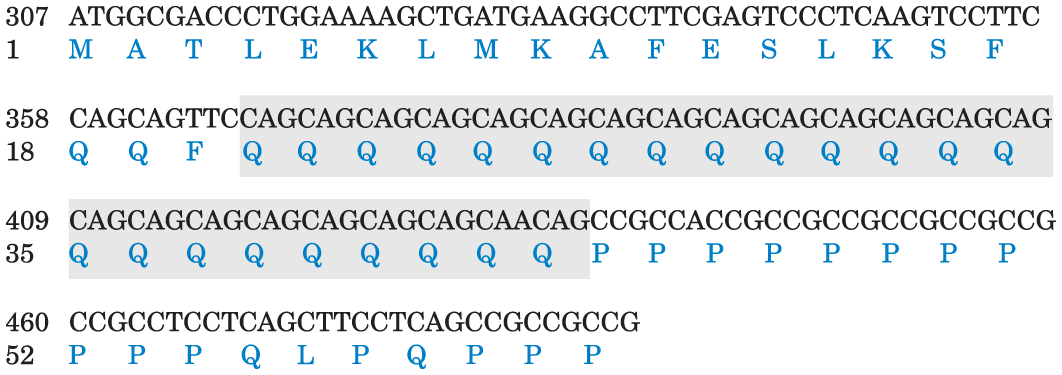 307 ATGGCGACCCTGGAAAAGCTGATGAAGGCCTTCGAGTCCCTCAAGTCCTTC
1 M A T L E K L M K A F E S L K S F
358 CAGCAGTTCCAGCAGCAGCAGCAGCAGCAGCAGCAGCAGCAGCAGCAGCAG
18 Q Q F Q Q Q Q Q Q Q Q Q Q Q Q Q Q
409 CAGCAGCAGCAGCAGCAGCAGCAACAGCCGCCACCGCCGCCGCCGCCGCCG
35 Q Q Q Q Q Q Q Q Q P P P P P P P P
460 CCGCCTCCTCAGCTTCCTCAGCCGCCGCCG
52 P P P Q L P Q P P P